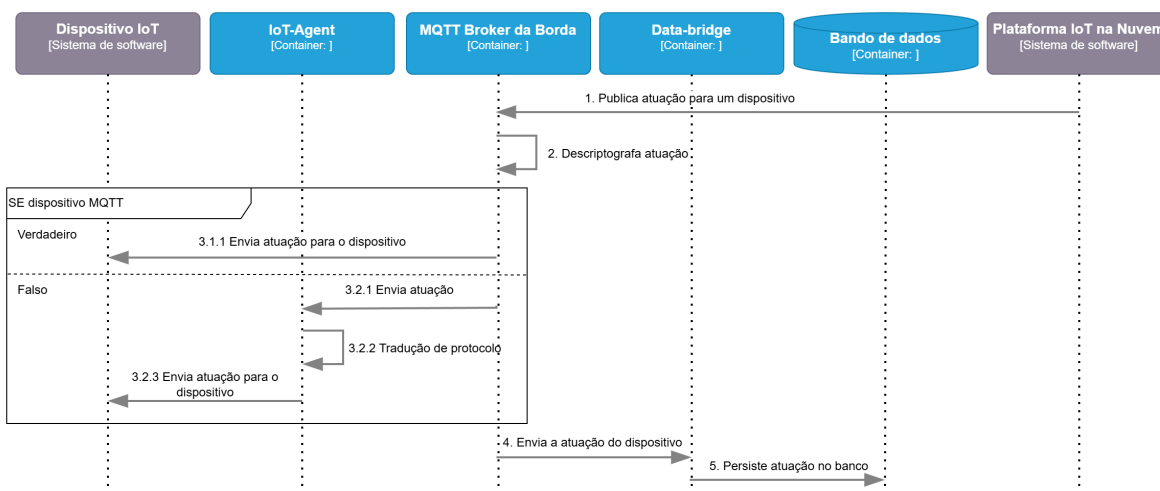 Dispositivo IoT
[Sistema de software]
IoT-Agent
[Container: ]
MQTT Broker da Borda
[Container: ]
Data-bridge
[Container: ]
Bando de dados
[Container: ]
Plataforma IoT na Nuvem
[Sistema de software]
1. Publica atuação para um dispositivo
2. Descriptografa atuação
SE dispositivo MQTT
Verdadeiro
3.1.1 Envia atuação para o dispositivo
Falso
3.2.1 Envia atuação
3.2.2 Tradução de protocolo
3.2.3 Envia atuação para o
dispositivo
4. Envia a atuação do dispositivo
5. Persiste atuação no banco